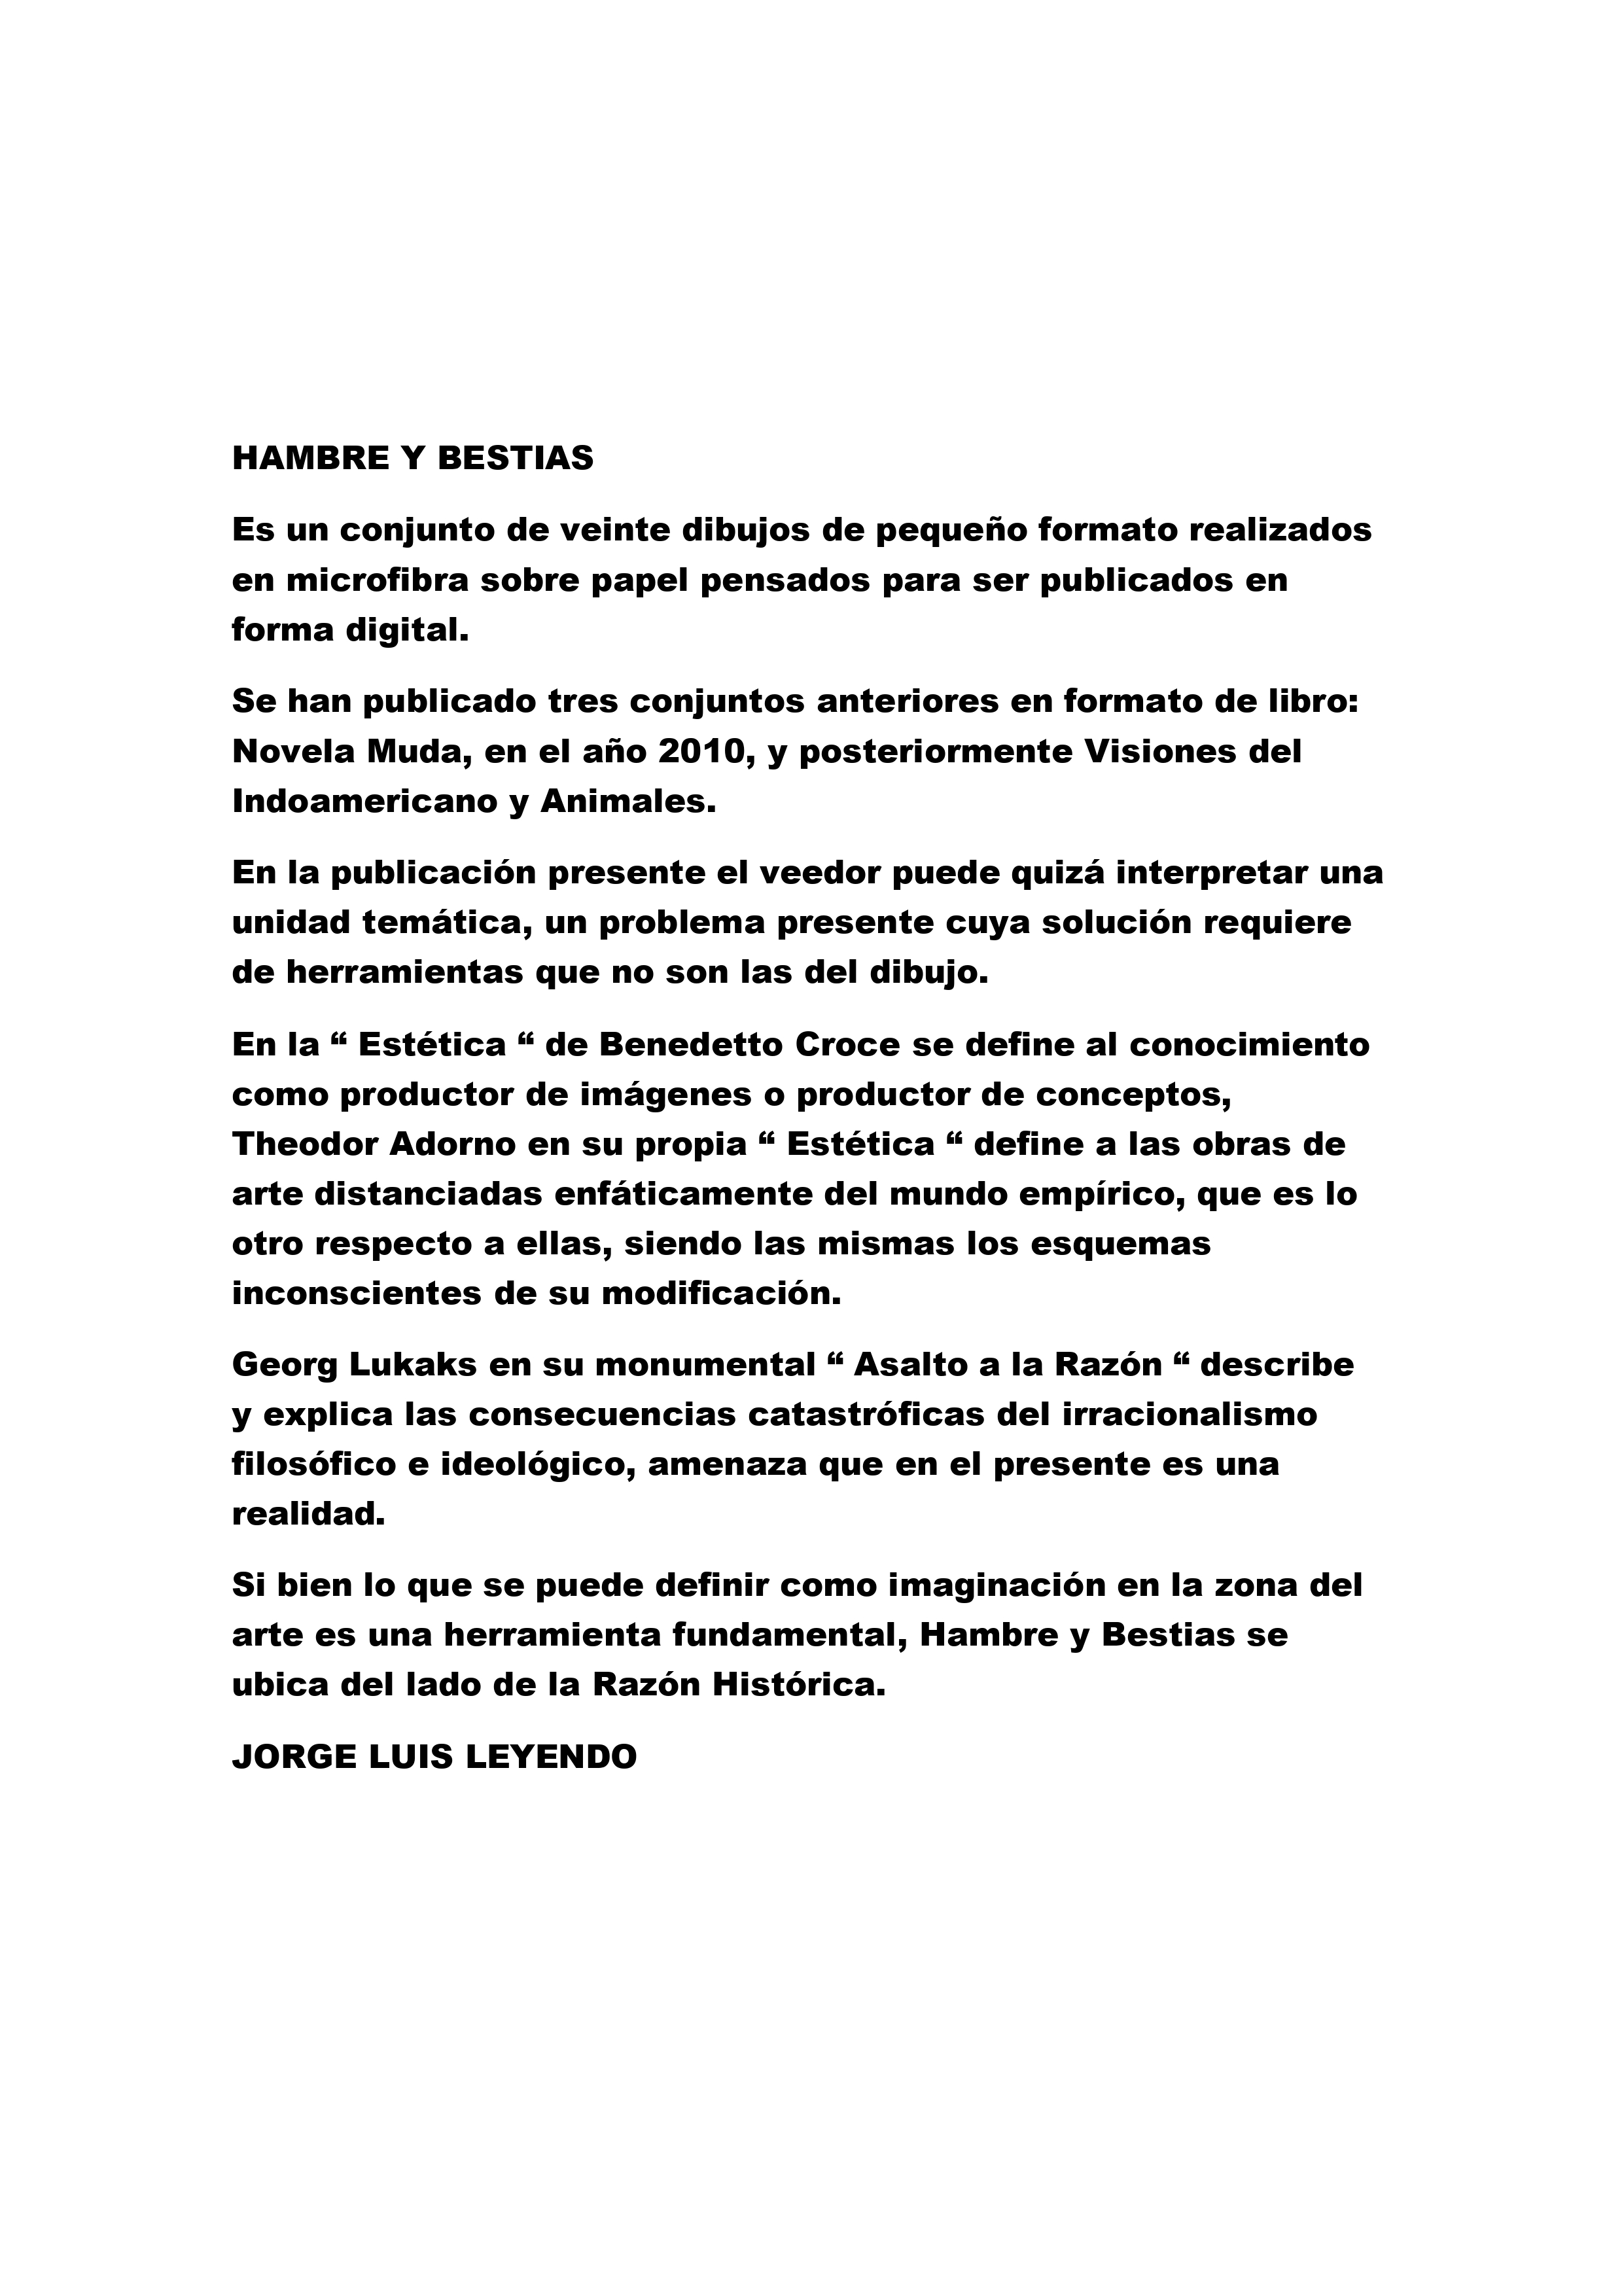 HAMBRE Y BESTIAS
Es un conjunto de veinte dibujos de pequeño formato realizados
en microfibra sobre papel pensados para ser publicados en
forma digital.
Se han publicado tres conjuntos anteriores en formato de libro:
Novela Muda, en el año 2010, y posteriormente Visiones del
Indoamericano y Animales.
En la publicación presente el veedor puede quizá interpretar una
unidad temática, un problema presente cuya solución requiere
de herramientas que no son las del dibujo.
En la “ Estética “ de Benedetto Croce se define al conocimiento
como productor de imágenes o productor de conceptos,
Theodor Adorno en su propia “ Estética “ define a las obras de
arte distanciadas enfáticamente del mundo empírico, que es lo
otro respecto a ellas, siendo las mismas los esquemas
inconscientes de su modificación.
Georg Lukaks en su monumental “ Asalto a la Razón “ describe
y explica las consecuencias catastróficas del irracionalismo
filosófico e ideológico, amenaza que en el presente es una
realidad.
Si bien lo que se puede definir como imaginación en la zona del
arte es una herramienta fundamental, Hambre y Bestias se
ubica del lado de la Razón Histórica.
JORGE LUIS LEYENDO